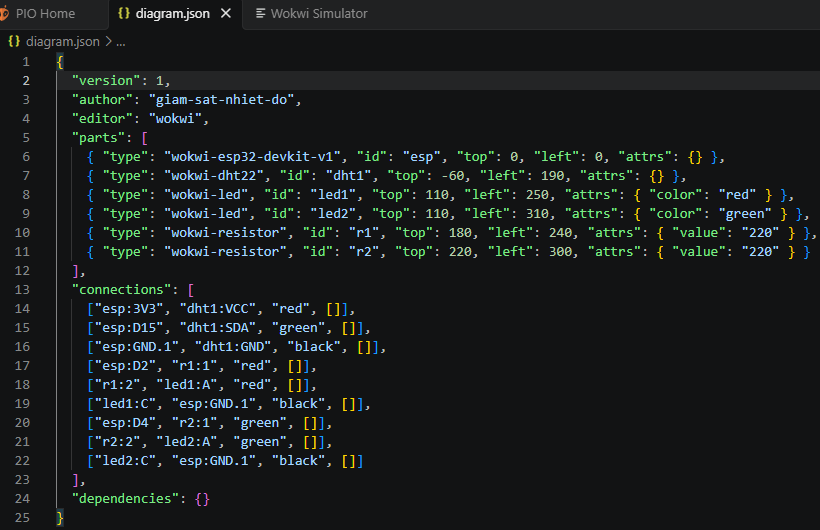 PIO Home {} diagram.json × Wokwi Simulator
{} diagram.json > ...
1 {
2 "version": 1,
3 "author": "giam-sat-nhiet-do",
4 "editor": "wokwi",
5 "parts": [
6 { "type": "wokwi-esp32-devkit-v1", "id": "esp", "top": 0, "left": 0, "attrs": {} },
7 { "type": "wokwi-dht22", "id": "dht1", "top": -60, "left": 190, "attrs": {} },
8 { "type": "wokwi-led", "id": "led1", "top": 110, "left": 250, "attrs": { "color": "red" } },
9 { "type": "wokwi-led", "id": "led2", "top": 110, "left": 310, "attrs": { "color": "green" } },
10 { "type": "wokwi-resistor", "id": "r1", "top": 180, "left": 240, "attrs": { "value": "220" } },
11 { "type": "wokwi-resistor", "id": "r2", "top": 220, "left": 300, "attrs": { "value": "220" } }
12 ],
13 "connections": [
14 ["esp:3V3", "dht1:VCC", "red", []],
15 ["esp:D15", "dht1:SDA", "green", []],
16 ["esp:GND.1", "dht1:GND", "black", []],
17 ["esp:D2", "r1:1", "red", []],
18 ["r1:2", "led1:A", "red", []],
19 ["led1:C", "esp:GND.1", "black", []],
20 ["esp:D4", "r2:1", "green", []],
21 ["r2:2", "led2:A", "green", []],
22 ["led2:C", "esp:GND.1", "black", []]
23 ],
24 "dependencies": {}
25 }